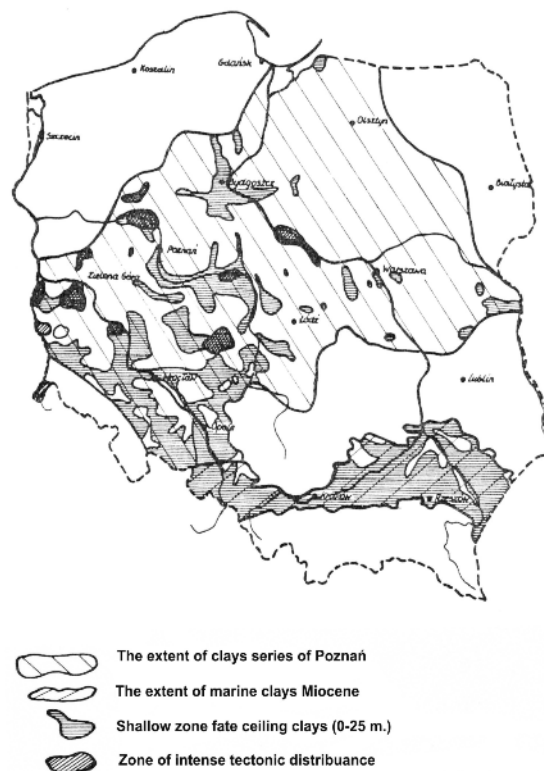 Gdańsk
Koszalin
Olsztyn
Szczecin
Białystok
Bydgoszcz
Poznań
Warszawa
Zielona Góra
Łódź
Lublin
Wrocław
Opole
Kraków
Rzeszów
The extent of clays series of Poznań
The extent of marine clays Miocene
Shallow zone fate ceiling clays (0-25 m.)
Zone of intense tectonic distribuance